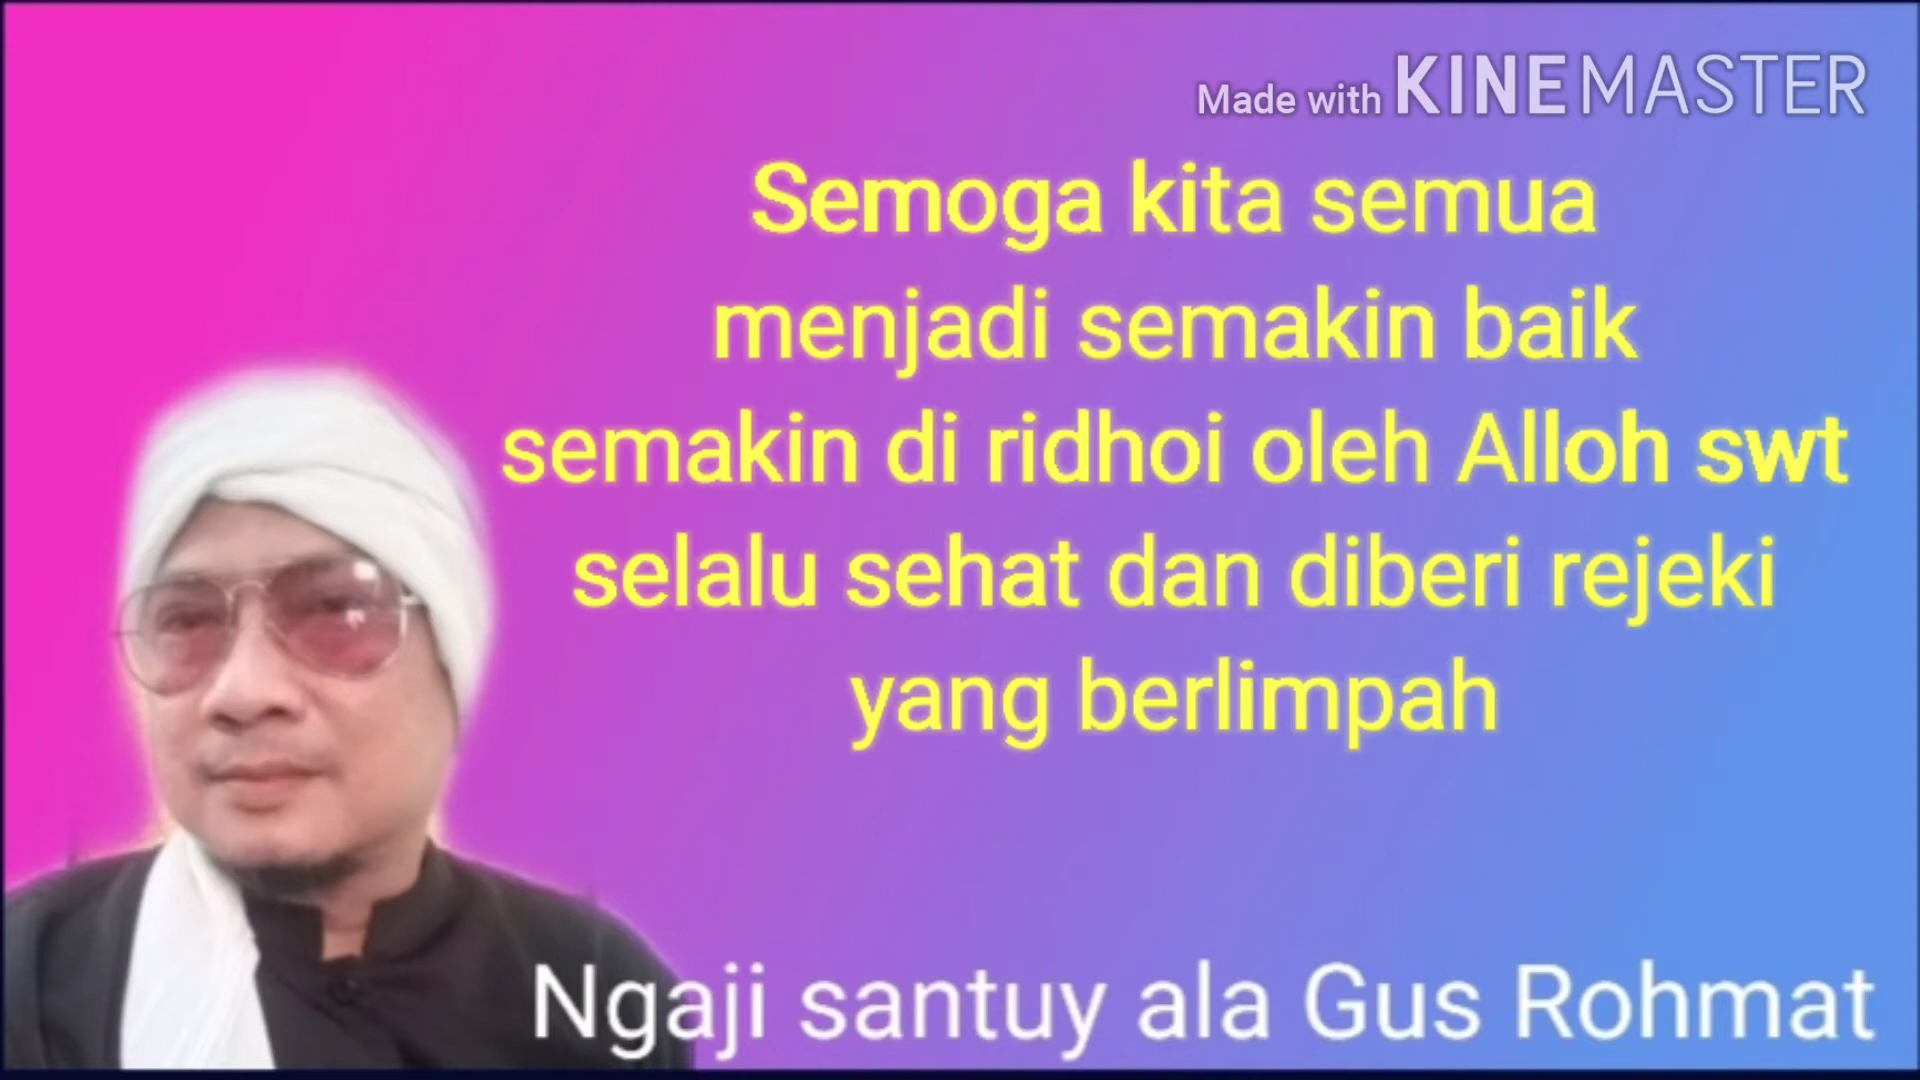 Made with KINEMASTER
Semoga kita semua
menjadi semakin baik
semakin di ridhoi oleh Alloh swt
selalu sehat dan diberi rejeki
yang berlimpah
Ngaji santuy ala Gus Rohmat